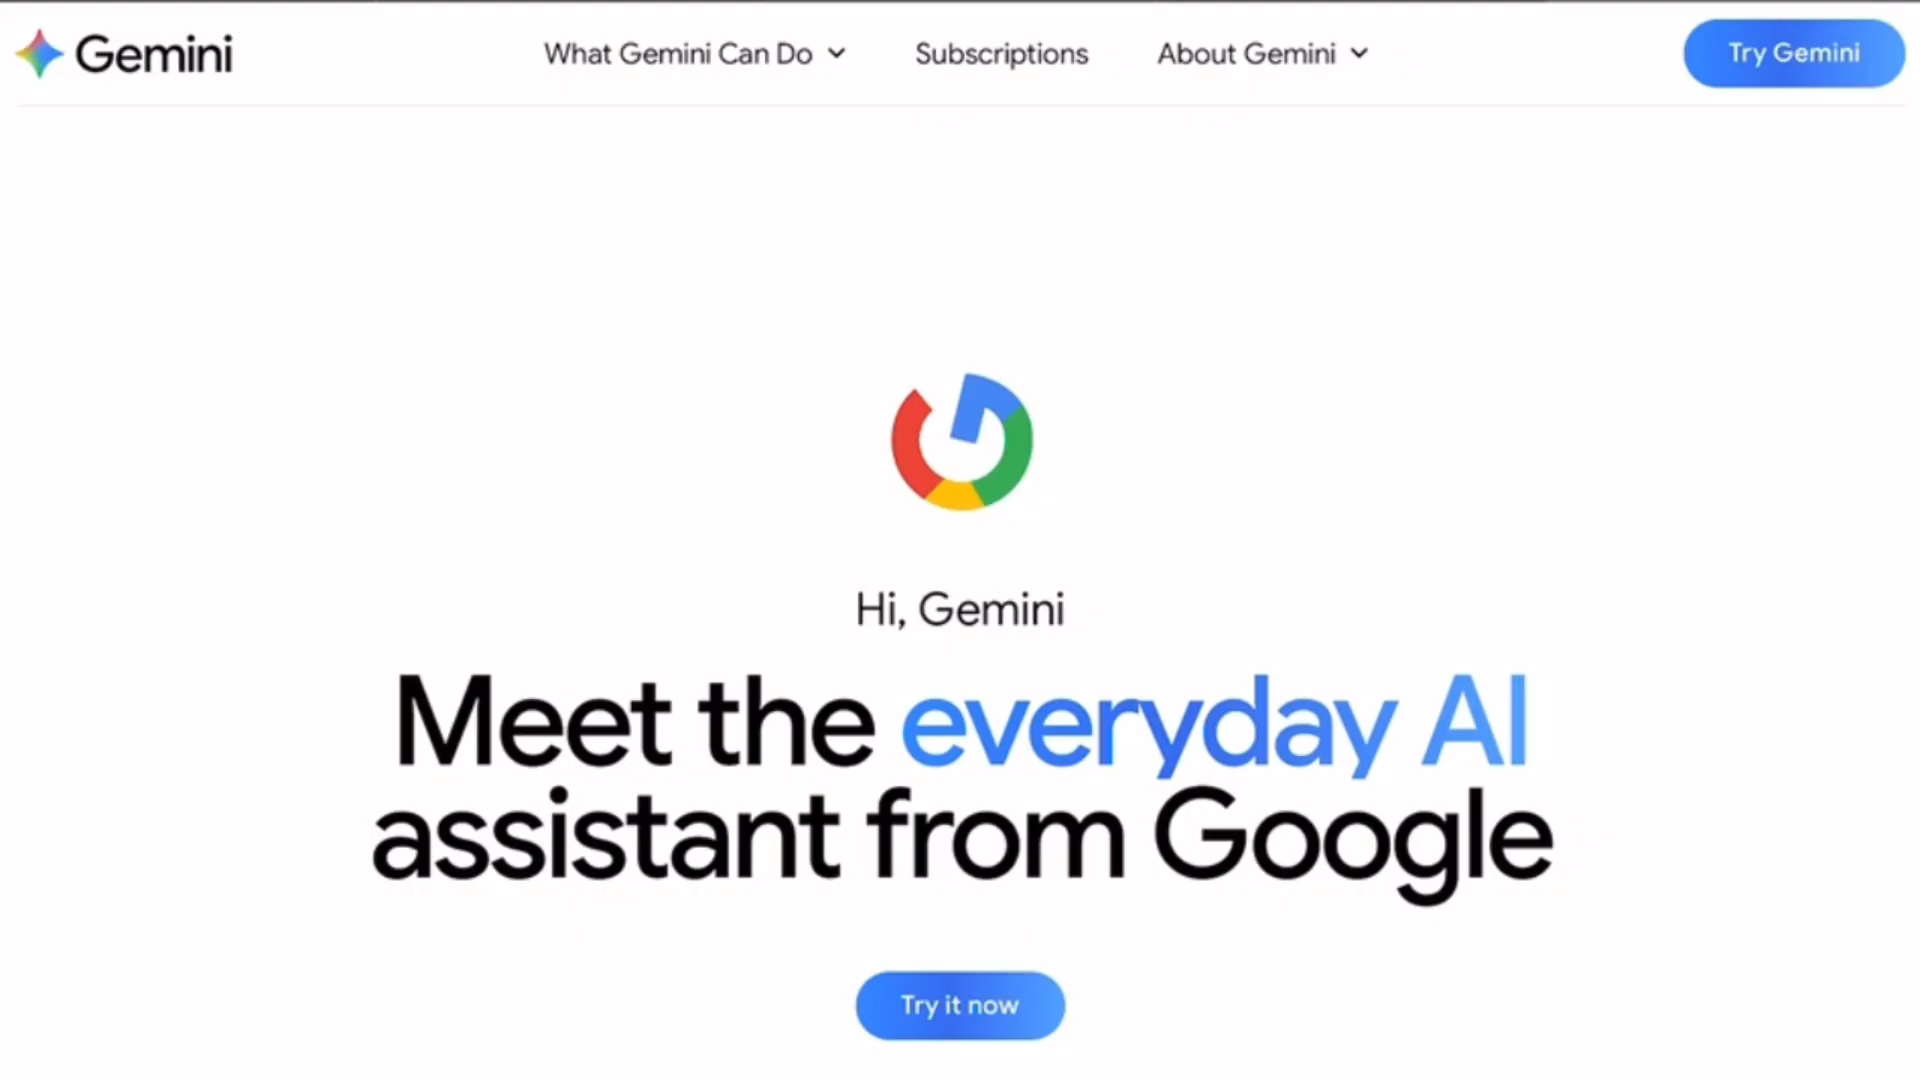 Gemini
What Gemini Can Do
Subscriptions
About Gemini
Try Gemini
Hi, Gemini
Meet the everyday AI
assistant from Google
Try it now